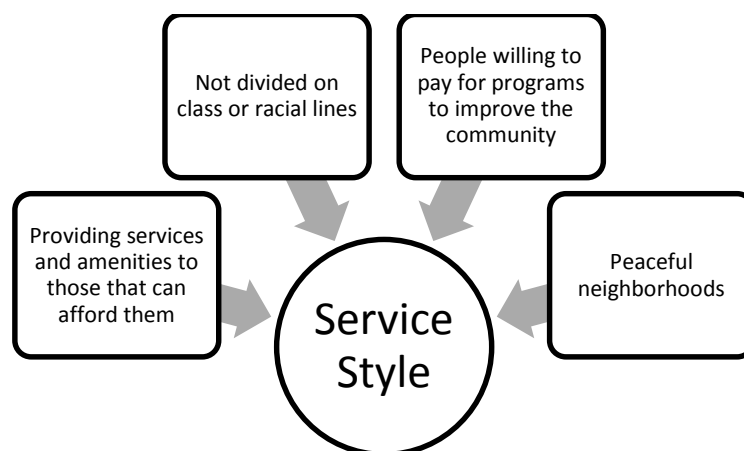 Not divided on
class or racial lines
People willing to
pay for programs
to improve the
community
Providing services
and amenities to
those that can
afford them
Peaceful
neighborhoods
Service
Style